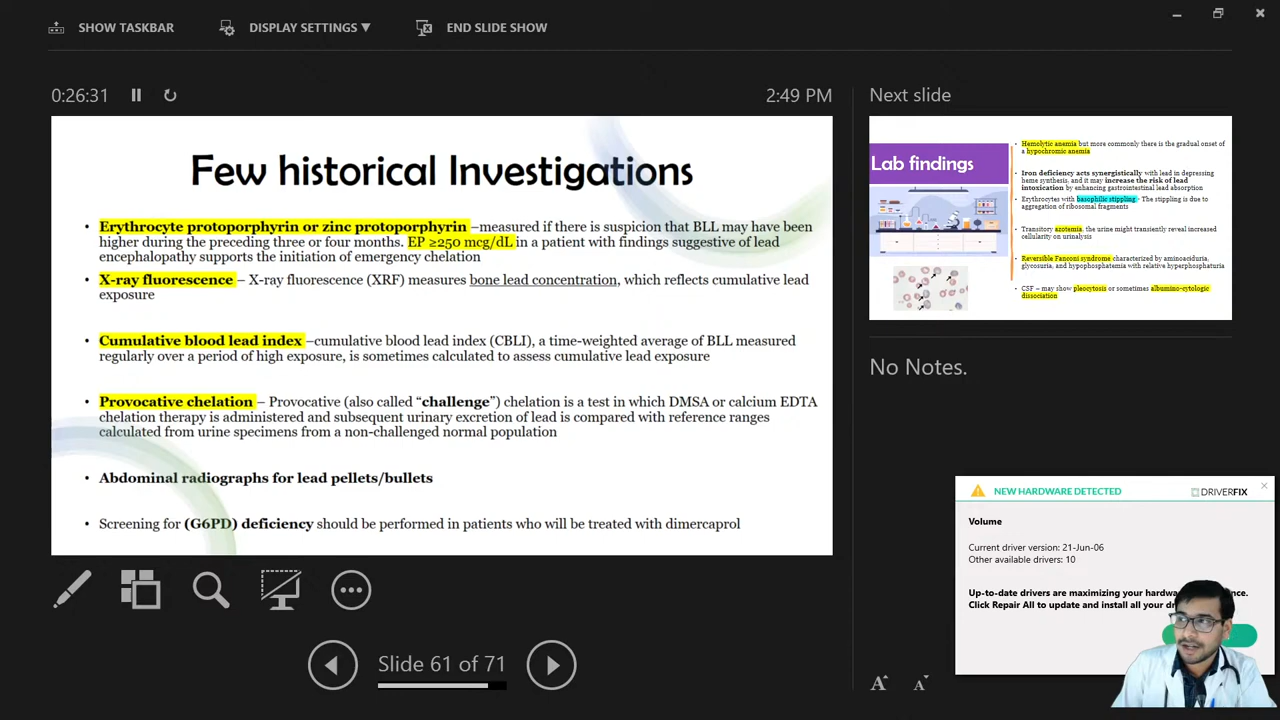 SHOW TASKBAR
DISPLAY SETTINGS ▼
END SLIDE SHOW
0:26:31
2:49 PM
Few historical Investigations
• Erythrocyte protoporphyrin or zinc protoporphyrin –measured if there is suspicion that BLL may have been
higher during the preceding three or four months. EP ≥250 mcg/dL in a patient with findings suggestive of lead
encephalopathy supports the initiation of emergency chelation
• X-ray fluorescence – X-ray fluorescence (XRF) measures bone lead concentration, which reflects cumulative lead
exposure
• Cumulative blood lead index –cumulative blood lead index (CBLI), a time-weighted average of BLL measured
regularly over a period of high exposure, is sometimes calculated to assess cumulative lead exposure
• Provocative chelation – Provocative (also called “challenge”) chelation is a test in which DMSA or calcium EDTA
chelation therapy is administered and subsequent urinary excretion of lead is compared with reference ranges
calculated from urine specimens from a non-challenged normal population
• Abdominal radiographs for lead pellets/bullets
• Screening for (G6PD) deficiency should be performed in patients who will be treated with dimercaprol
Slide 61 of 71
Next slide
Lab findings
• Hemolytic anemia but more commonly there is the gradual onset of
a hypochromic anemia
• Iron deficiency acts synergistically with lead in depressing
heme synthesis, and it may increase the risk of lead
intoxication by enhancing gastrointestinal lead absorption
• Erythrocytes with basophilic stippling - The stippling is due to
aggregation of ribosomal fragments
• Transitory azotemia, the urine might transiently reveal increased
cellularity on urinalysis
• Reversible Fanconi syndrome characterized by aminoaciduria,
glycosuria, and hypophosphatemia with relative hyperphosphaturia
• CSF – may show pleocytosis or sometimes albumino-cytologic
dissociation
No Notes.
NEW HARDWARE DETECTED
DRIVERFIX
Volume
Current driver version: 21-Jun-06
Other available drivers: 10
Up-to-date drivers are maximizing your
Click Repair All to update and install all your
A A